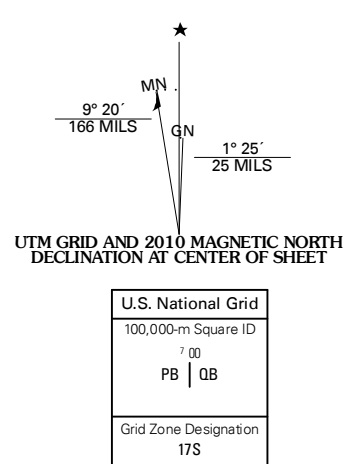 ★
MN
9° 20´
166 MILS
GN
1° 25´
25 MILS
UTM GRID AND 2010 MAGNETIC NORTH
DECLINATION AT CENTER OF SHEET
U.S. National Grid
100,000-m Square ID
7 00
PB QB
Grid Zone Designation
17S